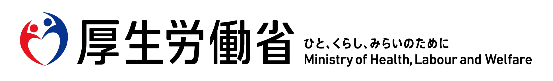 厚生労働省
ひと、くらし、みらいのために
Ministry of Health, Labour and Welfare